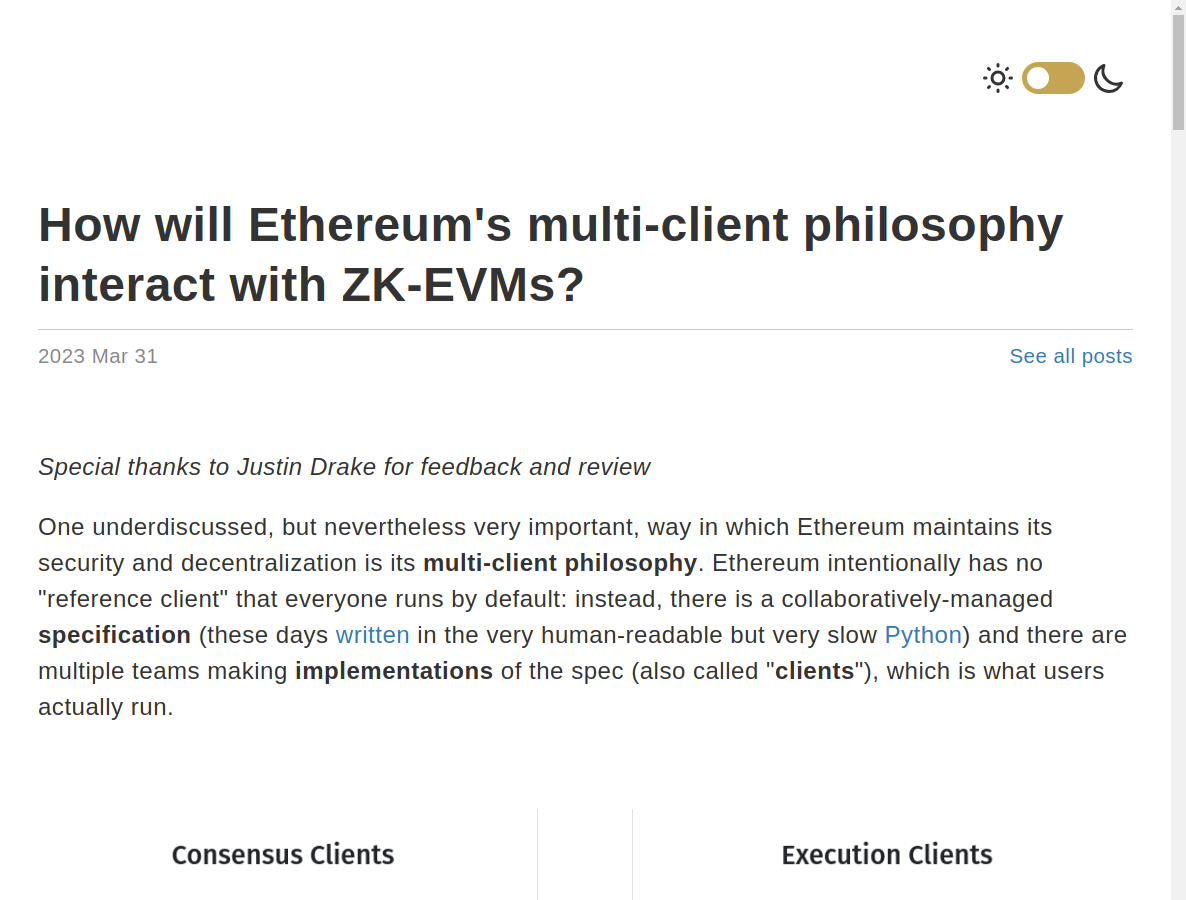 How will Ethereum's multi-client philosophy
interact with ZK-EVMs?
2023 Mar 31
See all posts
Special thanks to Justin Drake for feedback and review
One underdiscussed, but nevertheless very important, way in which Ethereum maintains its
security and decentralization is its multi-client philosophy. Ethereum intentionally has no
"reference client" that everyone runs by default: instead, there is a collaboratively-managed
specification (these days written in the very human-readable but very slow Python) and there are
multiple teams making implementations of the spec (also called "clients"), which is what users
actually run.
Consensus Clients
Execution Clients